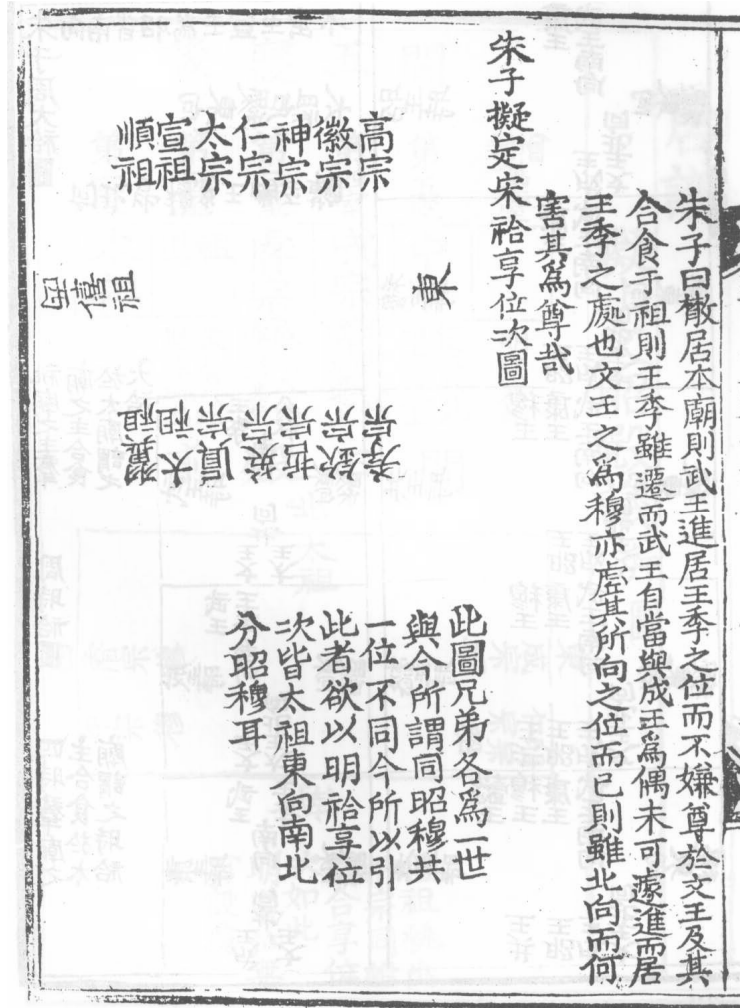 朱子曰檄居本廟則武王進居王季之位而不嫌尊於文王及其
合食于祖則王季雖遷而武王自當與成王爲偶未可遽進而居
王季之處也文王之爲穆亦虛其所向之位而已則雖北向而何
害其爲尊哉
朱子擬定宋祫享位次圖
高宗
徽宗
神宗
仁宗
太宗
宣祖
順祖
東
僖祖
孝宗
欽宗
哲宗
英宗
眞宗
太祖
翼祖
此圖兄弟各爲一世
與今所謂同昭穆共
一位不同今所以引
此者欲以明祫享位
次皆太祖東向南北
分昭穆耳